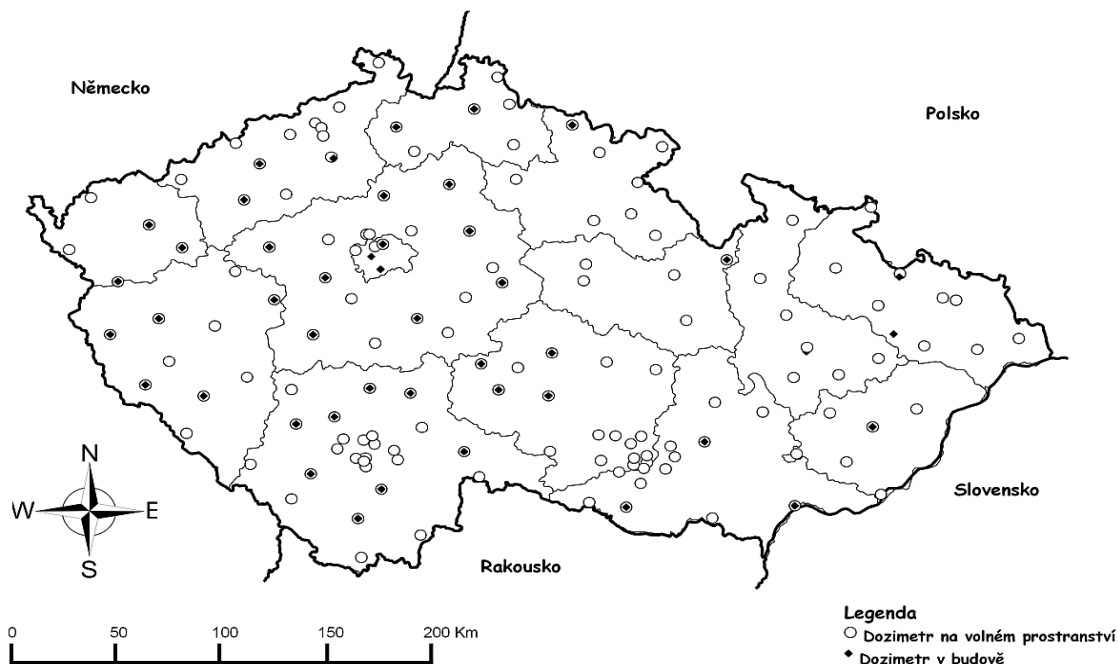 Německo
Polsko
N
W E
S
Slovensko
Rakousko
0 50 100 150 200 Km
Legenda
Dozimetr na volném prostranství
Dozimetr v budově